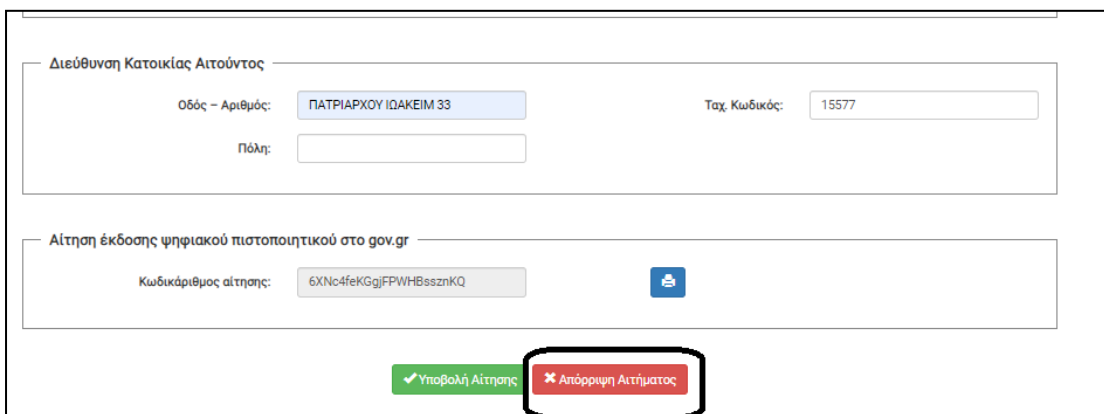 Διεύθυνση Κατοικίας Αιτούντος
Οδός – Αριθμός: ΠΑΤΡΙΑΡΧΟΥ ΙΩΑΚΕΙΜ 33 Ταχ. Κωδικός: 15577
Πόλη:
Αίτηση έκδοσης ψηφιακού πιστοποιητικού στο gov.gr
Κωδικάριθμος αίτησης: 6XNc4feKGgjFPWHBssznKQ
Υποβολή Αίτησης Απόρριψη Αιτήματος